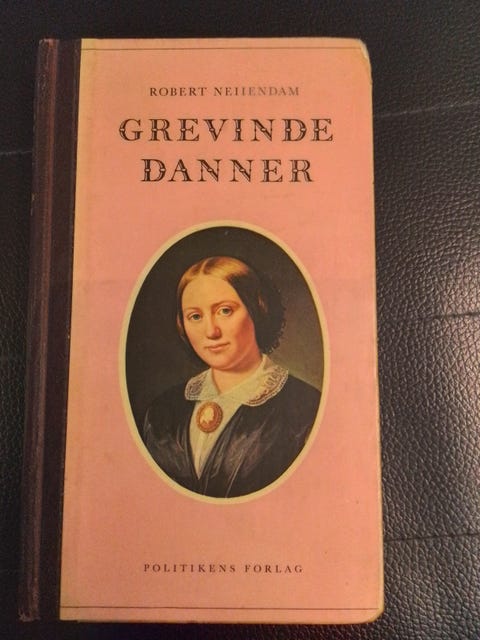 ROBERT NEIIENDAM
GREVINDE
DANNER
POLITIKENS FORLAG